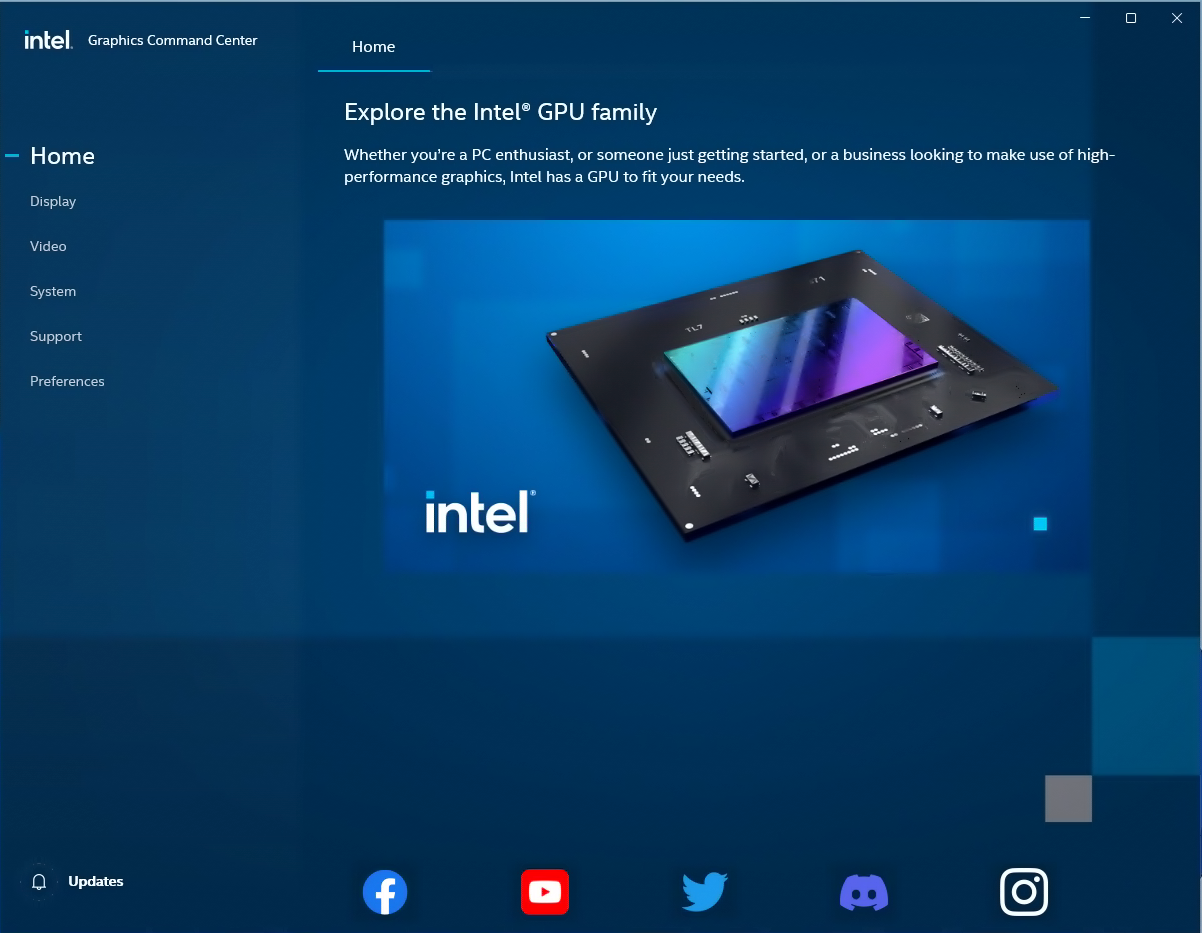 intel. Graphics Command Center
Home
Explore the Intel® GPU family
Whether you’re a PC enthusiast, or someone just getting started, or a business looking to make use of high-
performance graphics, Intel has a GPU to fit your needs.
Home
Display
Video
System
Support
Preferences
TL7
intel®
Updates